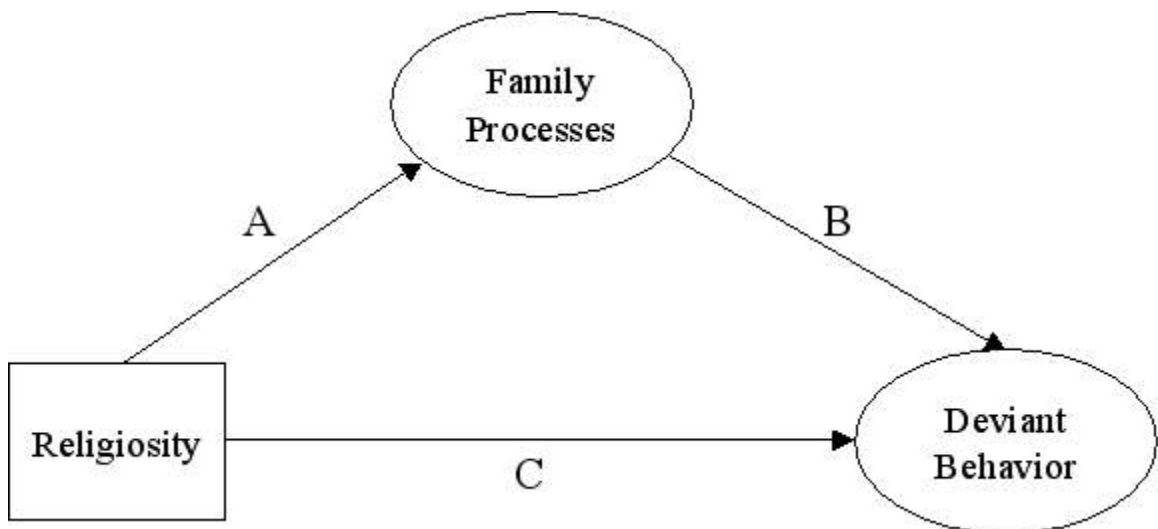 Family
Processes
A
B
Religiosity
C
Deviant
Behavior